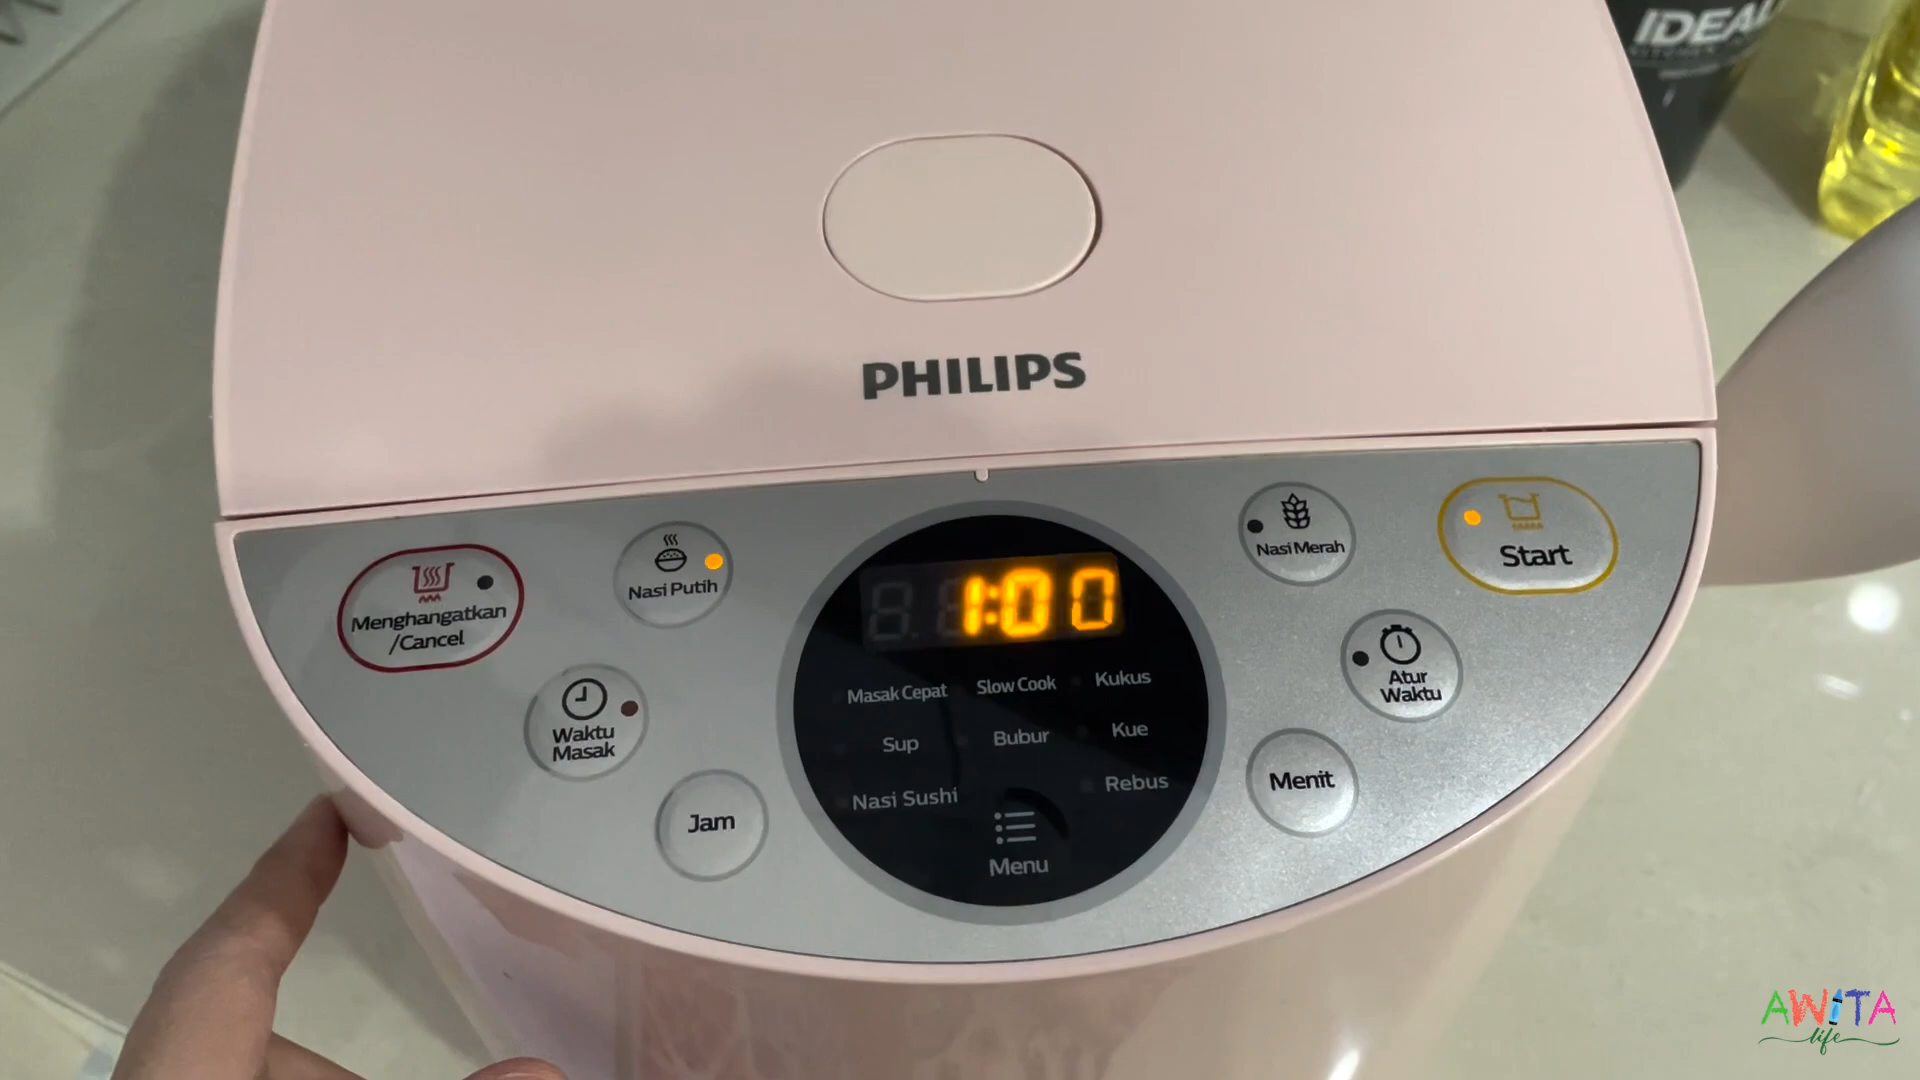 IDEAL
PHILIPS
Menghangatkan
/Cancel
Nasi Putih
1:00
Nasi Merah
Start
Waktu
Masak
Atur
Waktu
Masak Cepat
Slow Cook
Kukus
Sup
Bubur
Kue
Nasi Sushi
Rebus
Jam
Menit
Menu
AWiTA
life